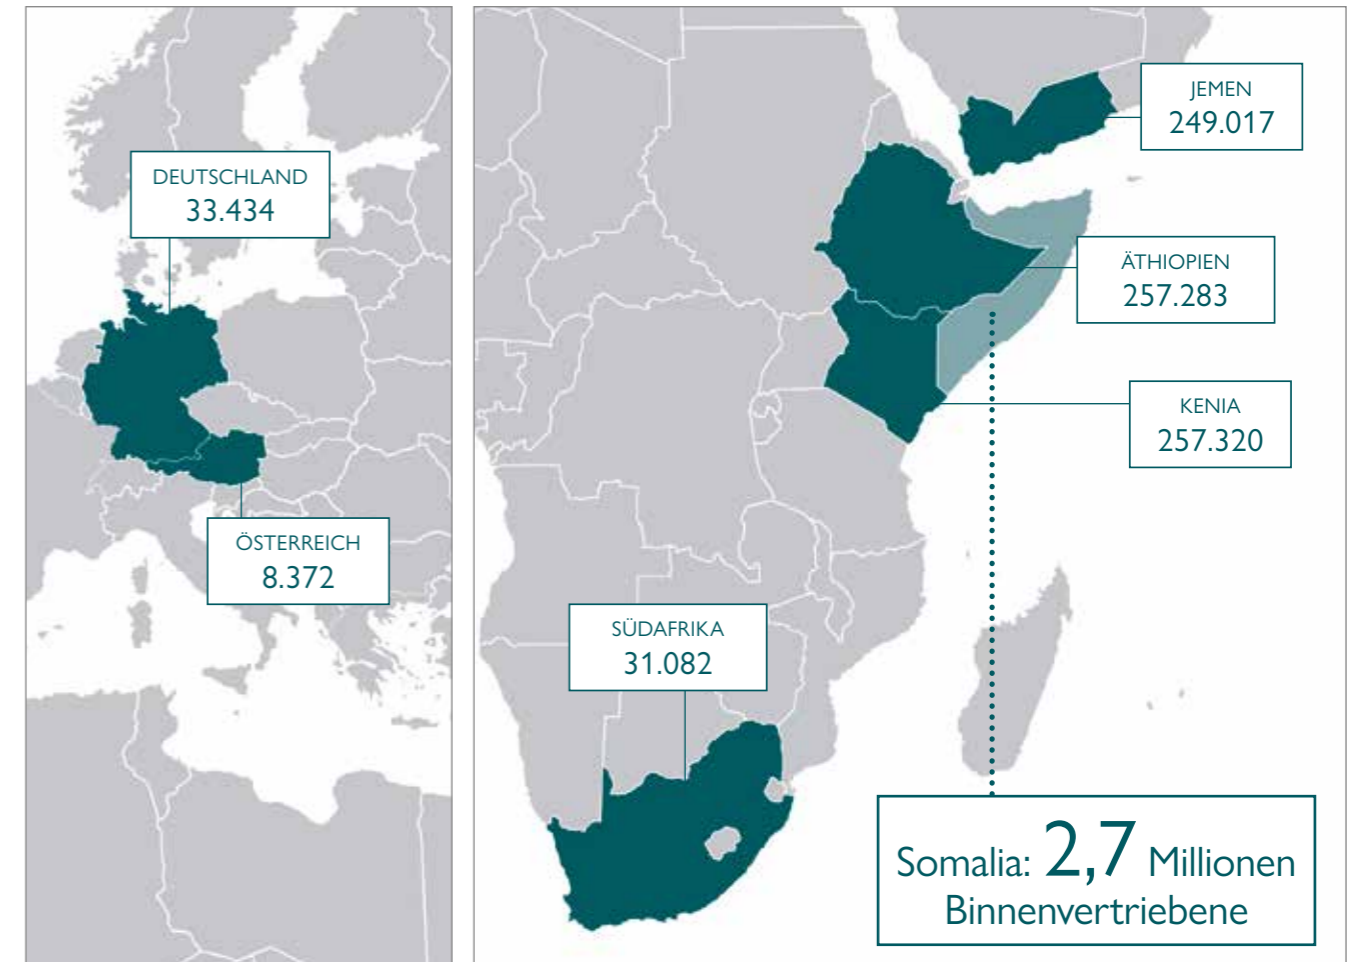 DEUTSCHLAND
33.434
ÖSTERREICH
8.372
JEMEN
249.017
ÄTHIOPIEN
257.283
KENIA
257.320
SÜDAFRIKA
31.082
Somalia: 2,7 Millionen
Binnenvertriebene